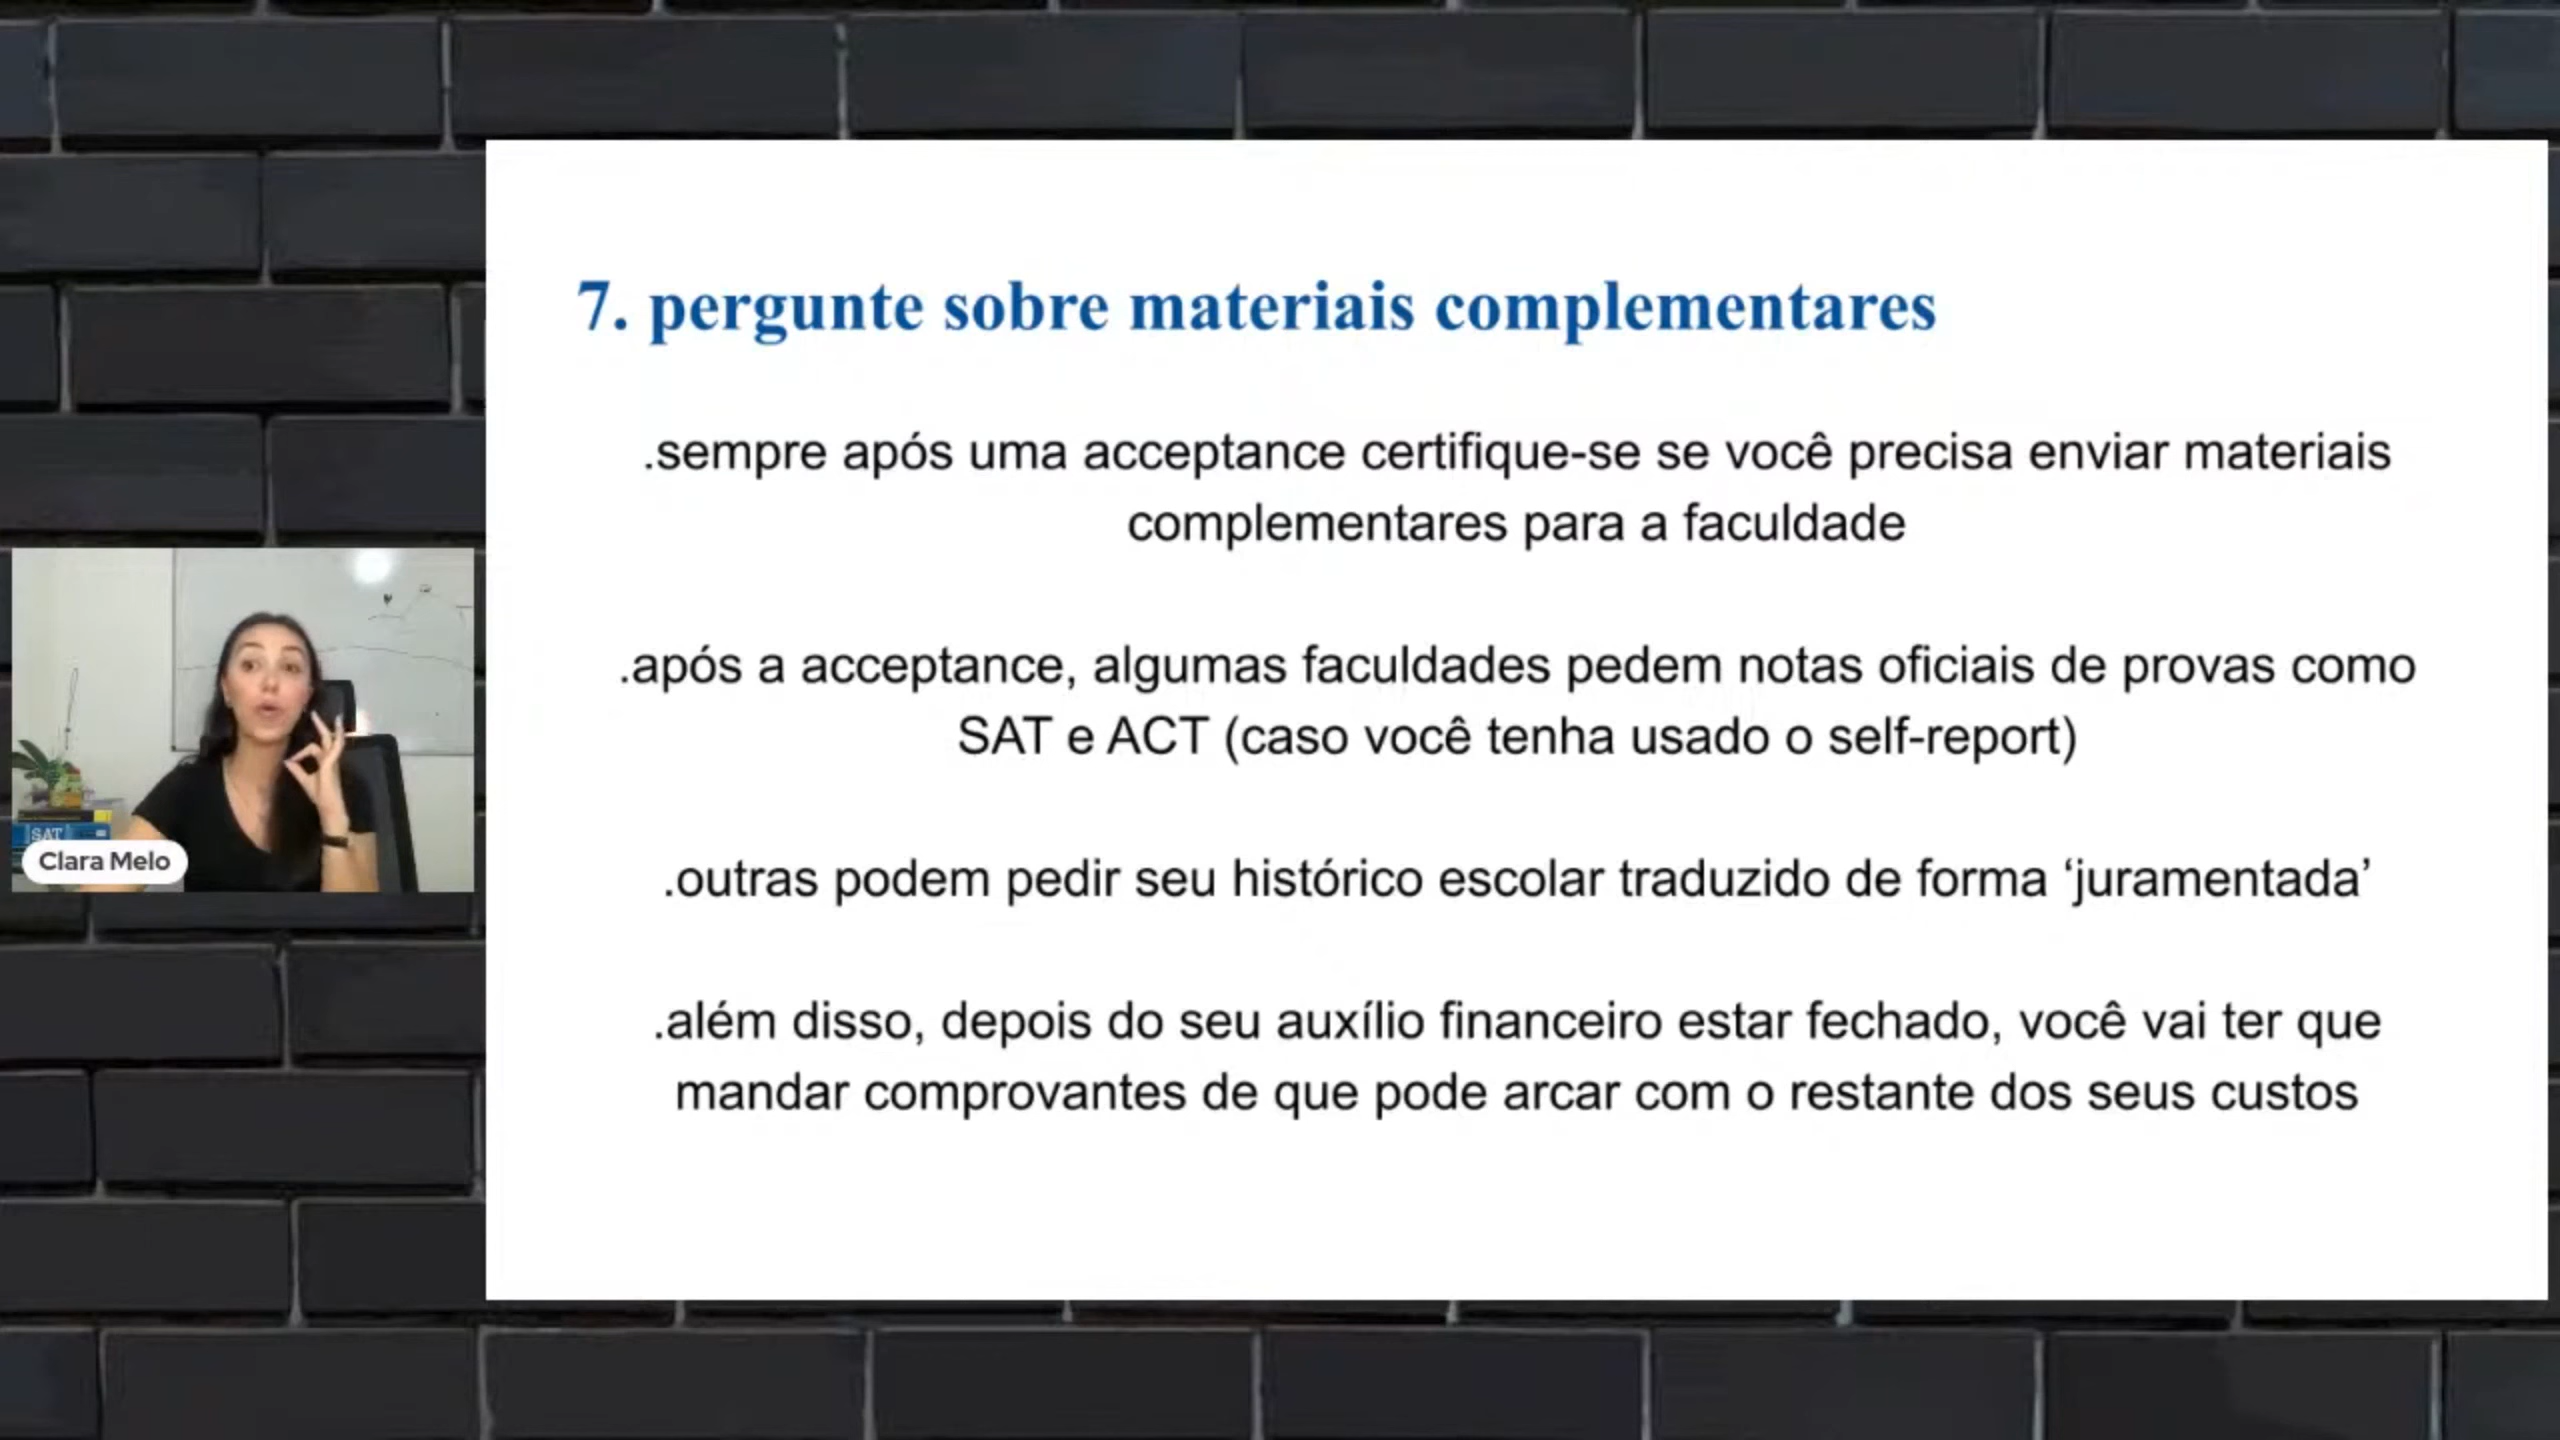 7. pergunte sobre materiais complementares
.sempre após uma acceptance certifique-se se você precisa enviar materiais
complementares para a faculdade
.após a acceptance, algumas faculdades pedem notas oficiais de provas como
SAT e ACT (caso você tenha usado o self-report)
.outras podem pedir seu histórico escolar traduzido de forma ‘juramentada’
.além disso, depois do seu auxílio financeiro estar fechado, você vai ter que
mandar comprovantes de que pode arcar com o restante dos seus custos
SAT
Clara Melo